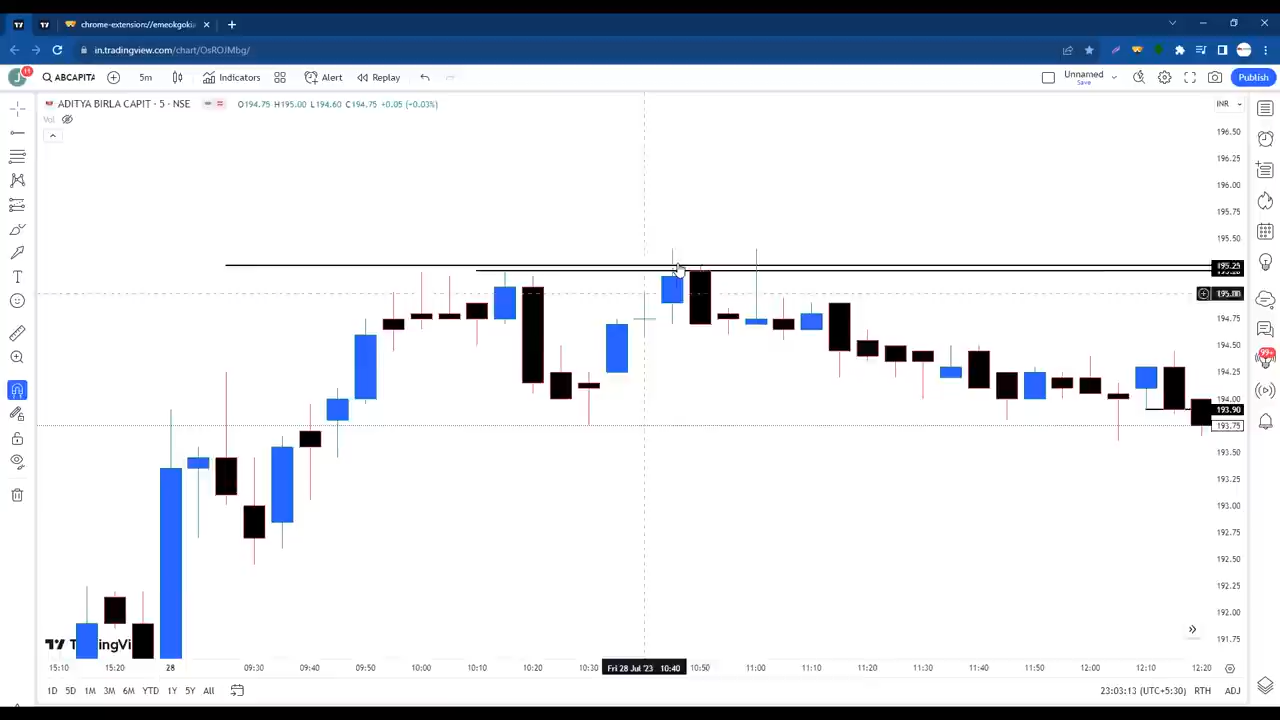 chrome-extension://emeokgokia
in.tradingview.com/chart/OsROJMbg/
J 11 ABCAPITA 5m Indicators Alert Replay Unnamed Save Publish
ADITYA BIRLA CAPIT · 5 · NSE O194.75 H195.00 L194.60 C194.75 +0.05 (+0.03%) INR
Vol
196.50
196.25
196.00
195.75
195.50
195.25
195.00
194.75
194.50
194.25
194.00
193.90
193.75
193.50
193.25
193.00
192.75
192.50
192.25
192.00
191.75
99+
TradingVi
15:10 15:20 28 09:30 09:40 09:50 10:00 10:10 10:20 10:30 Fri 28 Jul '23 10:40 10:50 11:00 11:10 11:20 11:30 11:40 11:50 12:00 12:10 12:20
1D 5D 1M 3M 6M YTD 1Y 5Y All 23:03:13 (UTC+5:30) RTH ADJ